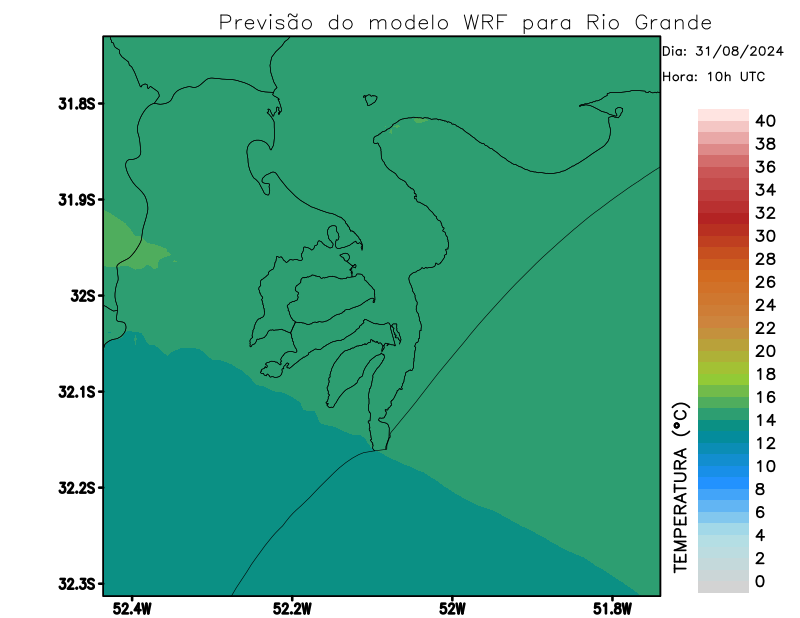 Previsão do modelo WRF para Rio Grande
Dia: 31/08/2024
Hora: 10h UTC
31.8S
31.9S
32S
32.1S
32.2S
32.3S
52.4W
52.2W
52W
51.8W
TEMPERATURA (°C)
40
38
36
34
32
30
28
26
24
22
20
18
16
14
12
10
8
6
4
2
0